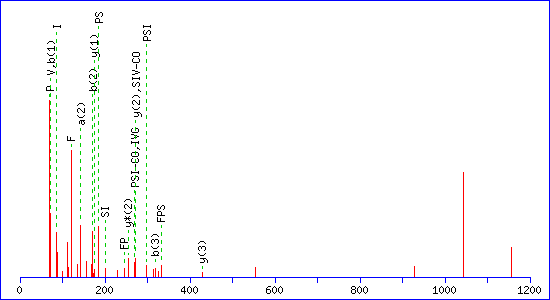 P
V,b(1)
I
F
a(2)
b(2)
y(1)
PS
SI
FP
y*(2)
PSI-CO,IVG
y(2),SIV-CO
PSI
b(3)
FPS
y(3)
0
200
400
600
800
1000
1200